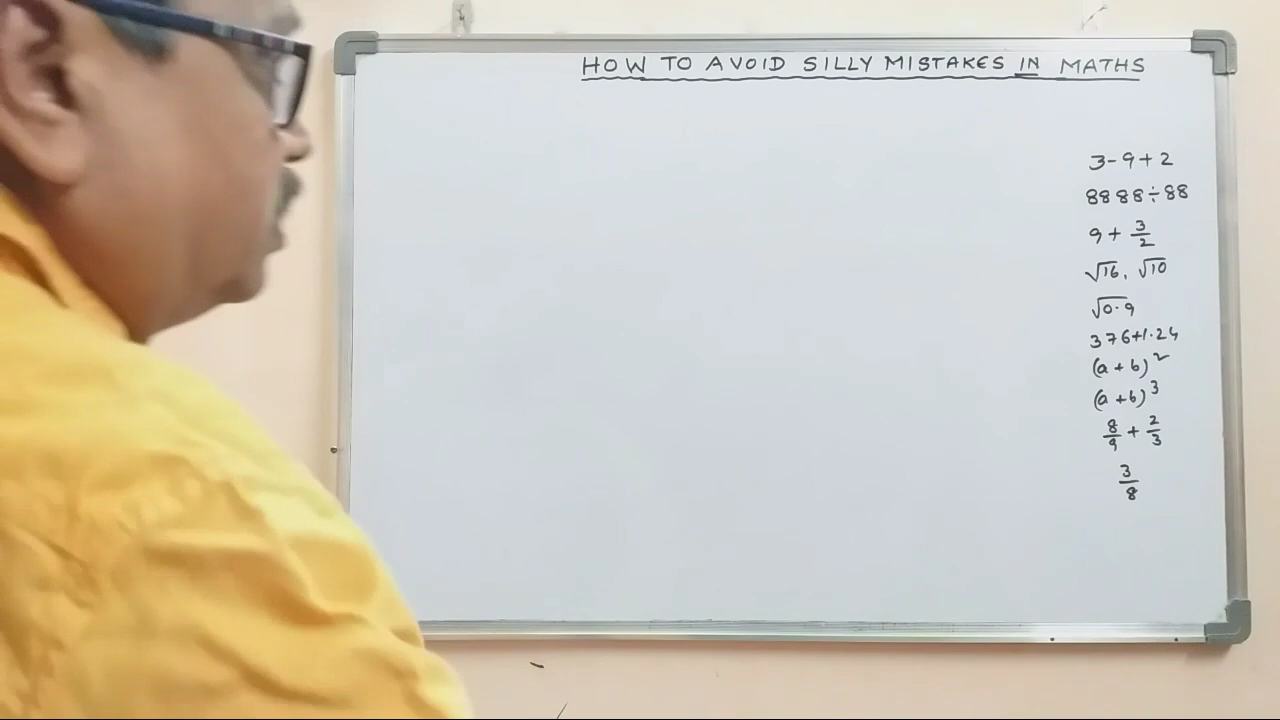 HOW TO AVOID SILLY MISTAKES IN MATHS
3-9+2
8888÷88
9+3/2
√16, √10
√0.9
376+1.24
(a+b)²
(a+b)³
8/9+2/3
3/8